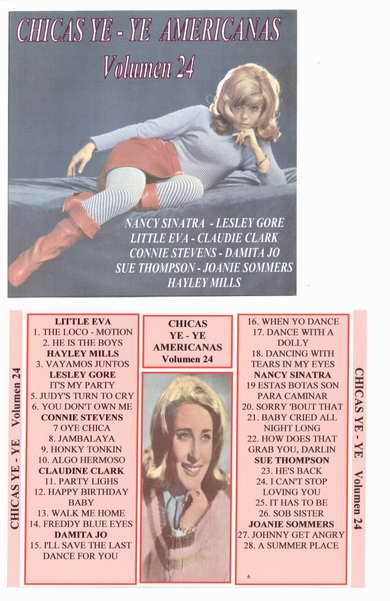 CHICAS YE - YE AMERICANAS
Volumen 24
NANCY SINATRA - LESLEY GORE
LITTLE EVA - CLAUDIE CLARK
CONNIE STEVENS - DAMITA JO
SUE THOMPSON - JOANIE SOMMERS
HAYLEY MILLS
CHICAS YE - YE Volumen 24
LITTLE EVA
1. THE LOCO - MOTION
2. HE IS THE BOYS
HAYLEY MILLS
3. VAYAMOS JUNTOS
LESLEY GORE
IT'S MY PARTY
5. JUDY'S TURN TO CRY
6. YOU DON'T OWN ME
CONNIE STEVENS
7 OYE CHICA
8. JAMBALAYA
9. HONKY TONKIN
10. ALGO HERMOSO
CLAUDINE CLARK
11. PARTY LIGHS
12. HAPPY BIRTHDAY
BABY
13. WALK ME HOME
14. FREDDY BLUE EYES
DAMITA JO
15. I'LL SAVE THE LAST
DANCE FOR YOU
CHICAS
YE - YE
AMERICANAS
Volumen 24
16. WHEN YO DANCE
17. DANCE WITH A
DOLLY
18. DANCING WITH
TEARS IN MY EYES
NANCY SINATRA
19 ESTAS BOTAS SON
PARA CAMINAR
20. SORRY 'BOUT THAT
21. BABY CRIED ALL
NIGHT LONG
22. HOW DOES THAT
GRAB YOU, DARLIN
SUE THOMPSON
23. HE'S BACK
24. I CAN'T STOP
LOVING YOU
25. IT HAS TO BE
26. SOB SISTER
JOANIE SOMMERS
27. JOHNNY GET ANGRY
28. A SUMMER PLACE
CHICAS YE - YE Volumen 24